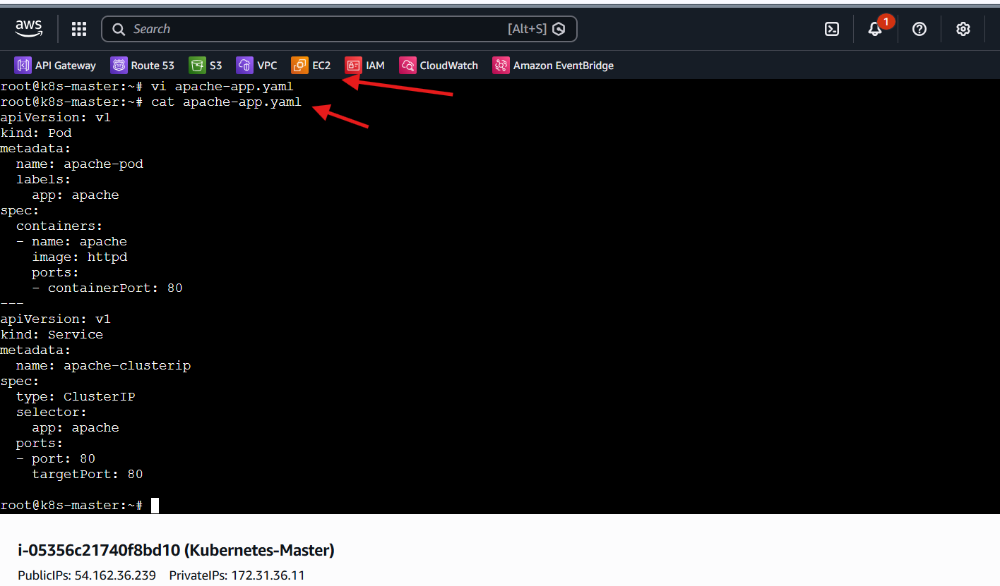 aws
Search [Alt+S]
1
API Gateway Route 53 S3 VPC EC2 IAM CloudWatch Amazon EventBridge
root@k8s-master:~# vi apache-app.yaml
root@k8s-master:~# cat apache-app.yaml
apiVersion: v1
kind: Pod
metadata:
  name: apache-pod
  labels:
    app: apache
spec:
  containers:
  - name: apache
    image: httpd
    ports:
    - containerPort: 80
---
apiVersion: v1
kind: Service
metadata:
  name: apache-clusterip
spec:
  type: ClusterIP
  selector:
    app: apache
  ports:
  - port: 80
    targetPort: 80
root@k8s-master:~#
i-05356c21740f8bd10 (Kubernetes-Master)
PublicIPs: 54.162.36.239 PrivateIPs: 172.31.36.11